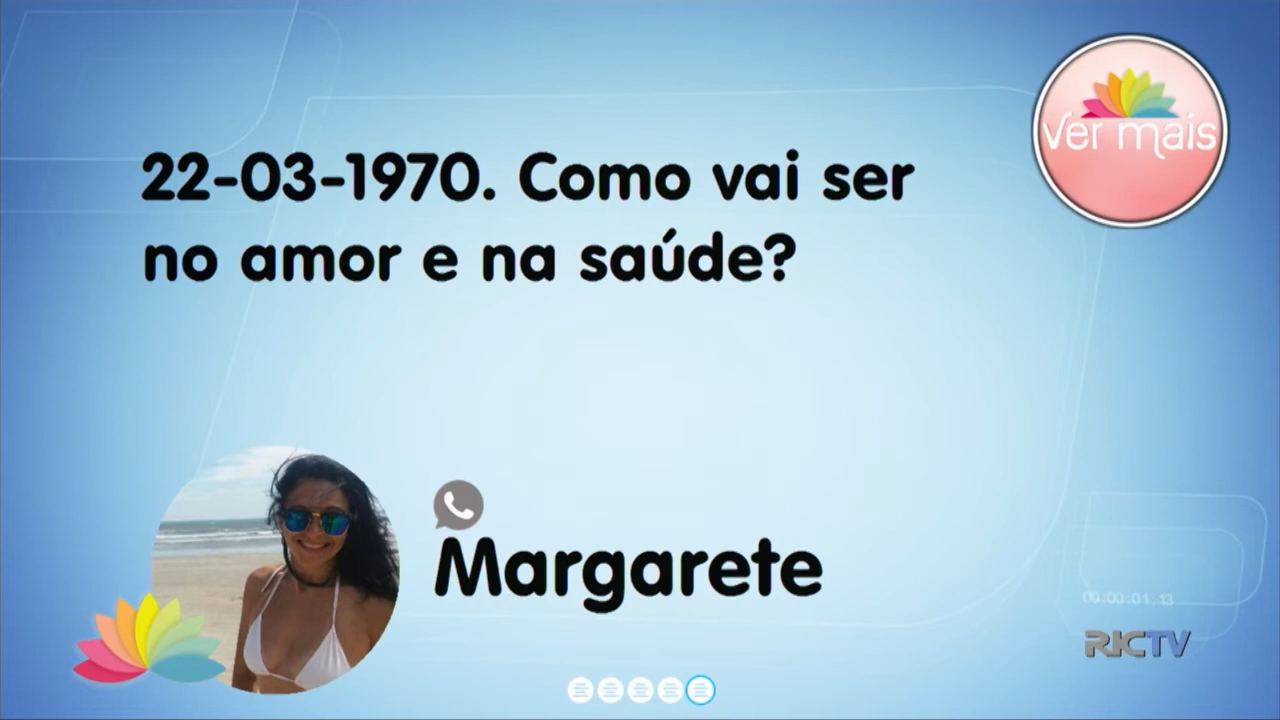 Ver mais
22-03-1970. Como vai ser
no amor e na saúde?
Margarete
00:00:01.13
RICTV